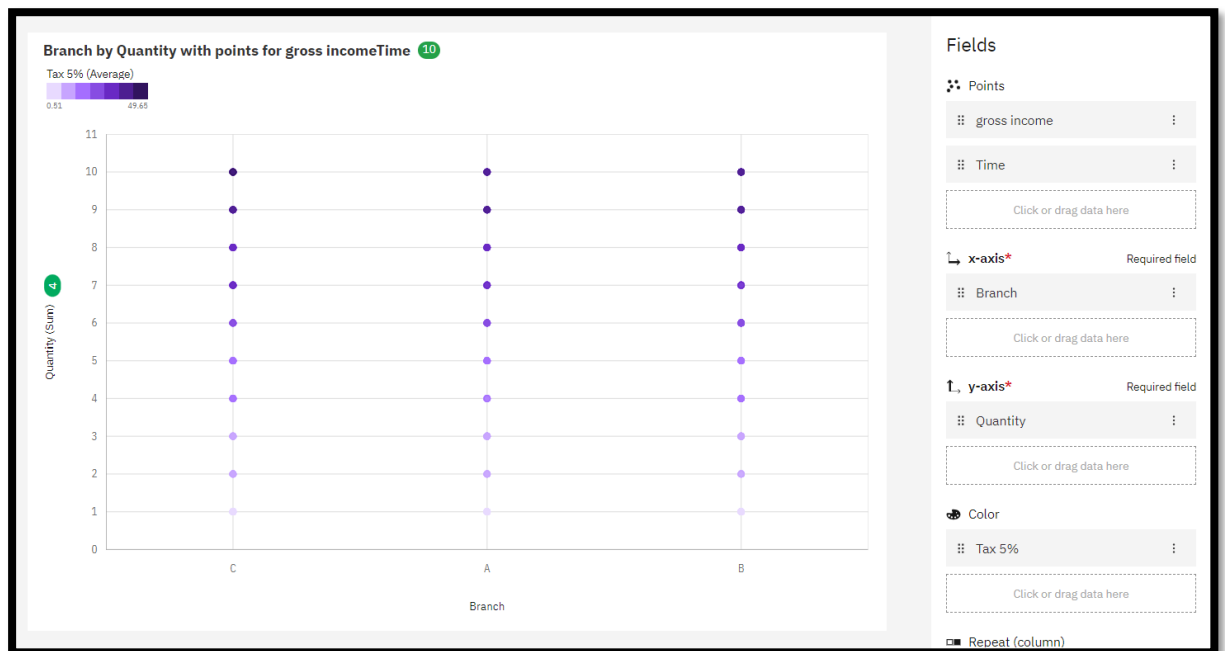 Branch by Quantity with points for gross incomeTime 10
Tax 5% (Average)
0.51 49.65
11
10
9
8
7
6
5
4
3
2
1
0
Quantity (Sum) 4
C A B
Branch
Fields
Points
gross income
Time
Click or drag data here
x-axis* Required field
Branch
Click or drag data here
y-axis* Required field
Quantity
Click or drag data here
Color
Tax 5%
Click or drag data here
Repeat (column)